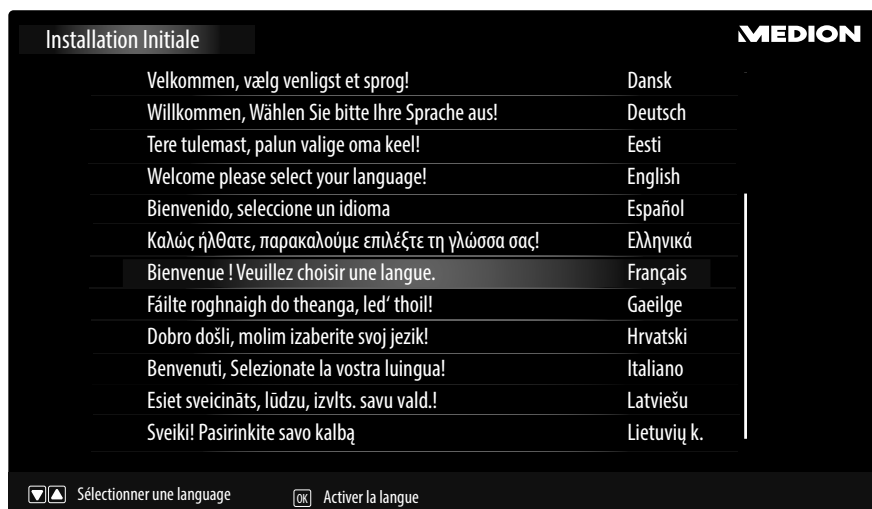 Installation Initiale
MEDION
Velkommen, vælg venligst et sprog! Dansk
Willkommen, Wählen Sie bitte Ihre Sprache aus! Deutsch
Tere tulemast, palun valige oma keel! Eesti
Welcome please select your language! English
Bienvenido, seleccione un idioma Español
Καλώς ήλθατε, παρακαλούμε επιλέξτε τη γλώσσα σας! Ελληνικά
Bienvenue ! Veuillez choisir une langue. Français
Fáilte roghnaigh do theanga, led‘ thoil! Gaeilge
Dobro došli, molim izaberite svoj jezik! Hrvatski
Benvenuti, Selezionate la vostra luingua! Italiano
Esiet sveicināts, lūdzu, izvlts. savu vald.! Latviešu
Sveiki! Pasirinkite savo kalbą Lietuvių k.
Sélectionner une language OK Activer la langue